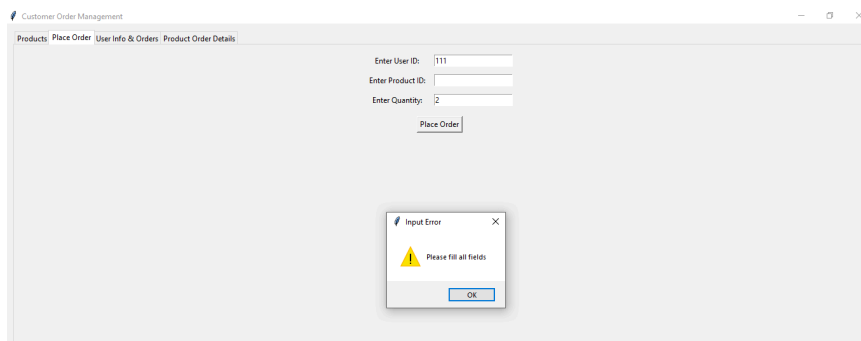 Customer Order Management
Products Place Order User Info & Orders Product Order Details
Enter User ID: 111
Enter Product ID:
Enter Quantity: 2
Place Order
Input Error
Please fill all fields
OK